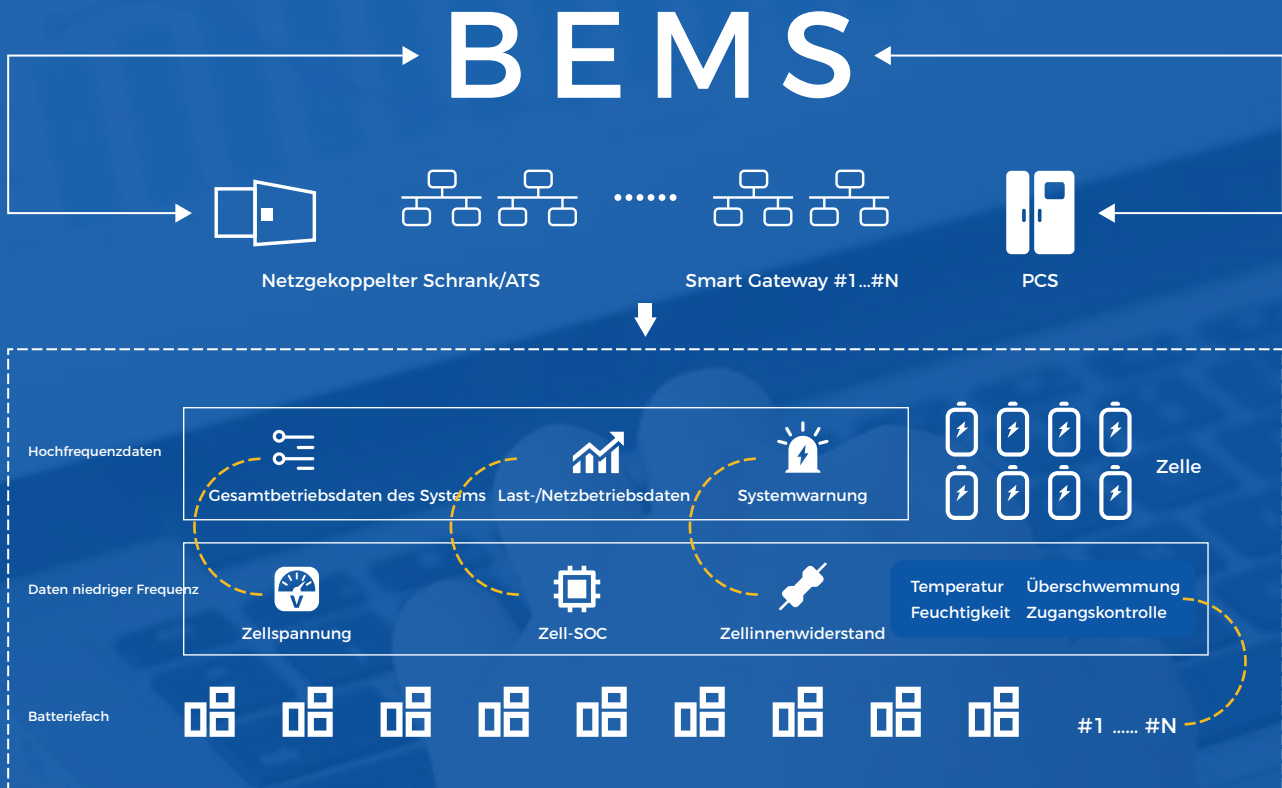 BEMS
Netzgekoppelter Schrank/ATS
Smart Gateway #1...#N
PCS
Hochfrequenzdaten
Gesamtbetriebsdaten des Systems
Last-/Netzbetriebsdaten
Systemwarnung
Zelle
Daten niedriger Frequenz
V
Zellspannung
Zell-SOC
Zellinnenwiderstand
Temperatur Überschwemmung
Feuchtigkeit Zugangskontrolle
Batteriefach
#1 ...... #N